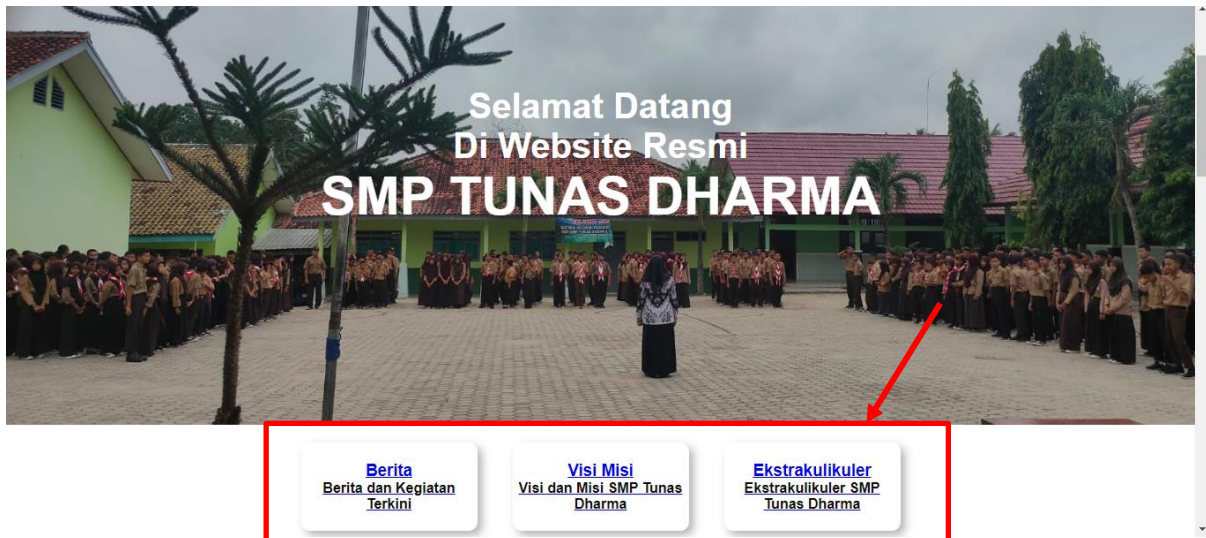 Selamat Datang
Di Website Resmi
SMP TUNAS DHARMA
Berita
Berita dan Kegiatan
Terkini
Visi Misi
Visi dan Misi SMP Tunas
Dharma
Ekstrakulikuler
Ekstrakulikuler SMP
Tunas Dharma